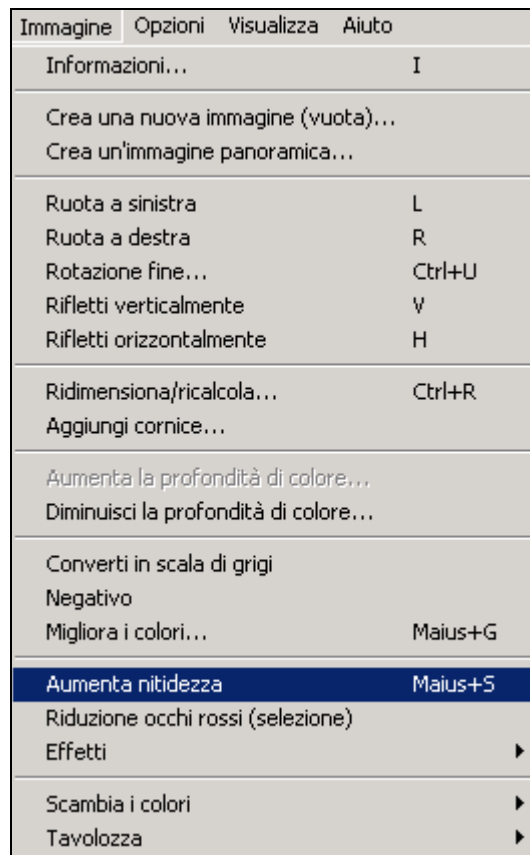 Immagine Opzioni Visualizza Aiuto
Informazioni... I
Crea una nuova immagine (vuota)...
Crea un'immagine panoramica...
Ruota a sinistra L
Ruota a destra R
Rotazione fine... Ctrl+U
Rifletti verticalmente V
Rifletti orizzontalmente H
Ridimensiona/ricalcola... Ctrl+R
Aggiungi cornice...
Aumenta la profondità di colore...
Diminuisci la profondità di colore...
Converti in scala di grigi
Negativo
Migliora i colori... Maius+G
Aumenta nitidezza Maius+S
Riduzione occhi rossi (selezione)
Effetti
Scambia i colori
Tavolozza